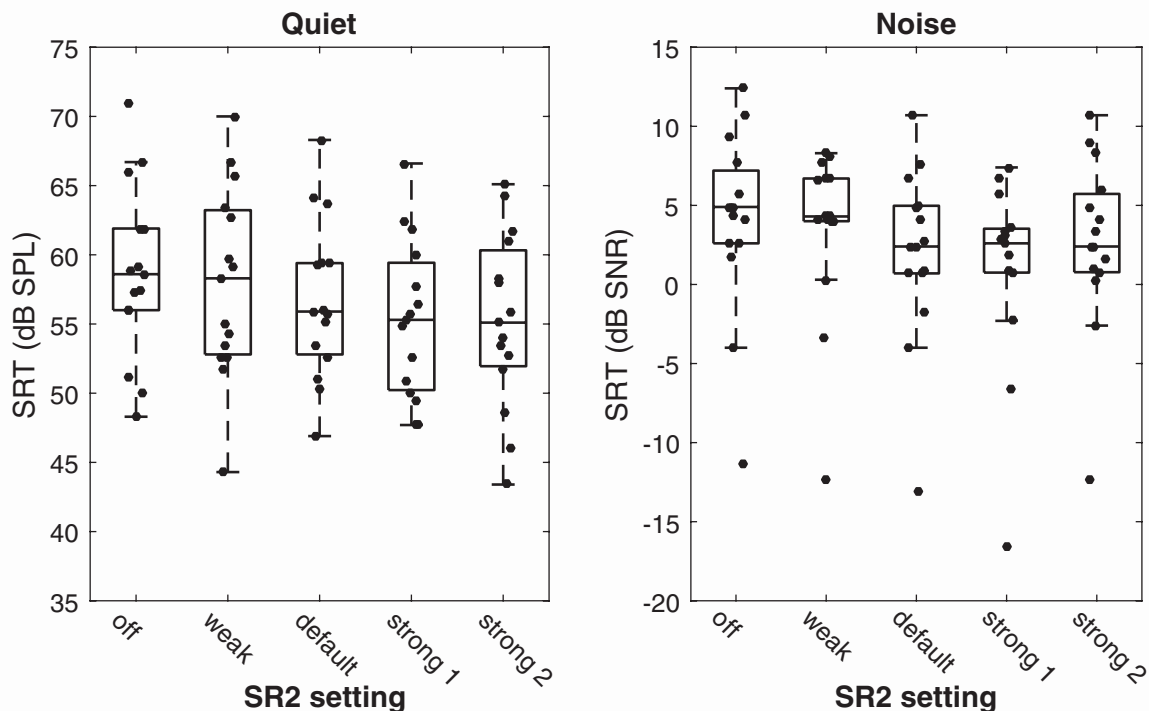 Quiet
75
70
65
60
55
50
45
40
35
SRT (dB SPL)
off
weak
default
strong 1
strong 2
SR2 setting
Noise
15
10
5
0
-5
-10
-15
-20
SRT (dB SNR)
off
weak
default
strong 1
strong 2
SR2 setting